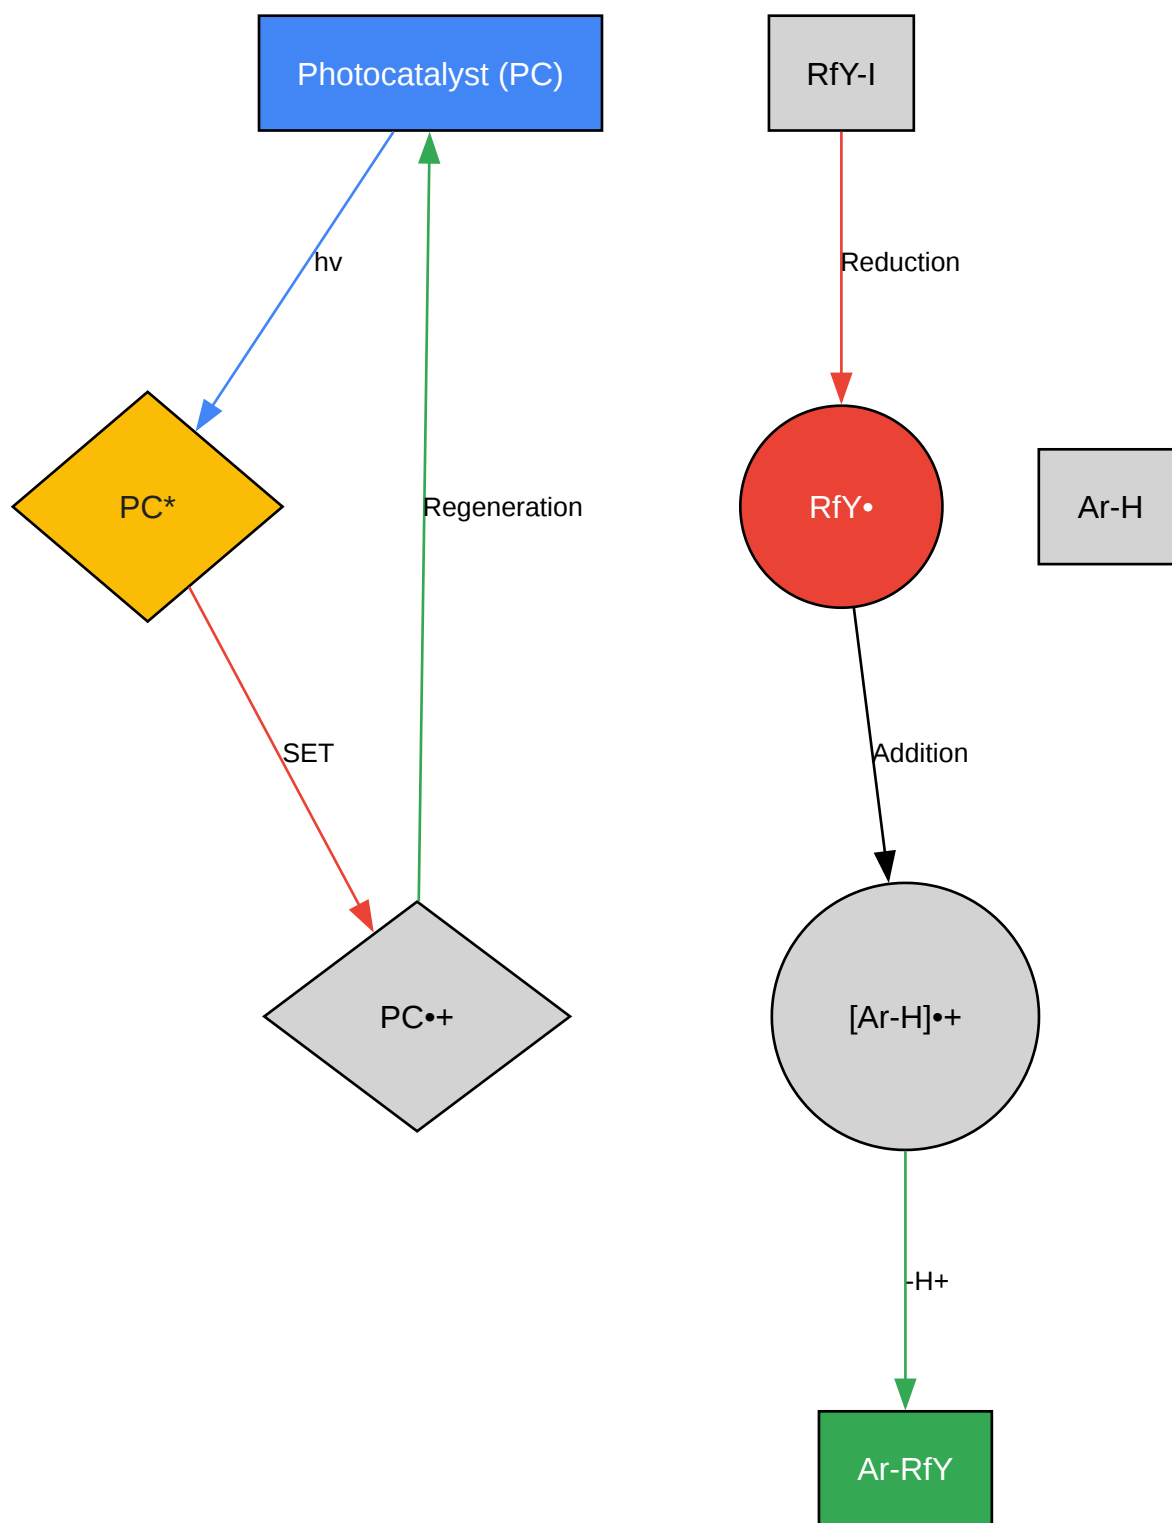 Photocatalyst (PC)
RfY-I
hv
Reduction
PC*
Regeneration
RfY•
Ar-H
SET
Addition
PC•+
[Ar-H]•+
-H+
Ar-RfY